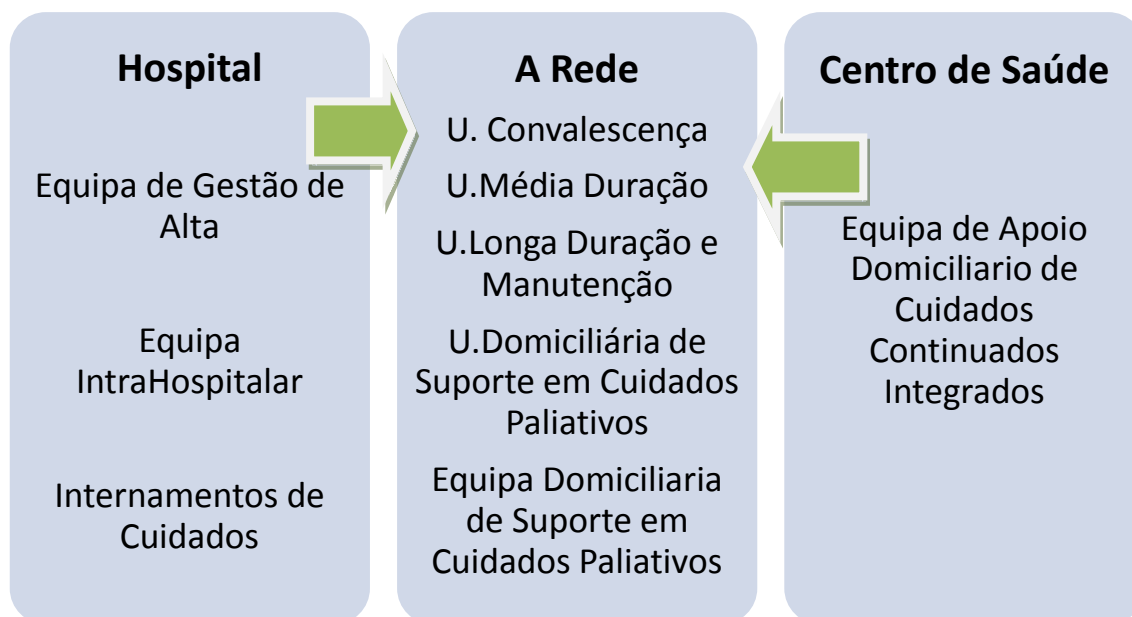 Hospital
Equipa de Gestão de
Alta
Equipa
IntraHospitalar
Internamentos de
Cuidados
A Rede
U. Convalescença
U.Média Duração
U.Longa Duração e
Manutenção
U.Domiciliária de
Suporte em Cuidados
Paliativos
Equipa Domiciliaria
de Suporte em
Cuidados Paliativos
Centro de Saúde
Equipa de Apoio
Domiciliario de
Cuidados
Continuados
Integrados